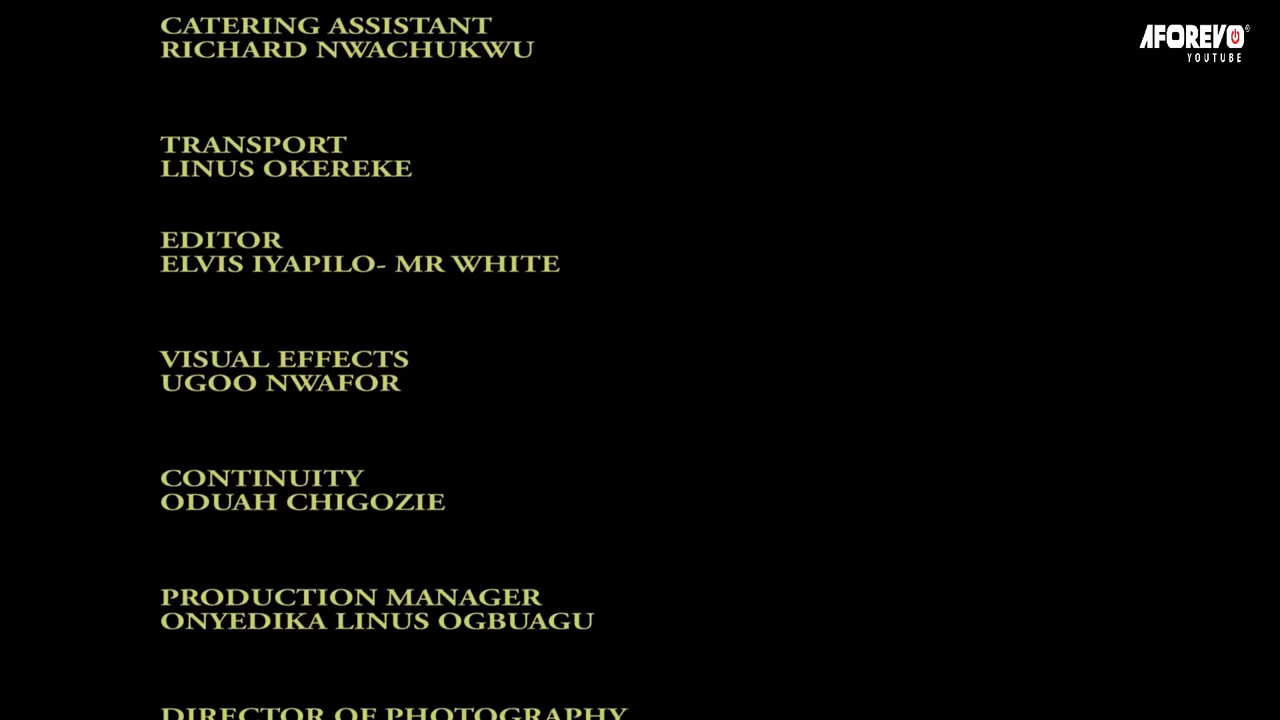 CATERING ASSISTANT
RICHARD NWACHUKWU
AFOREVO®
YOUTUBE
TRANSPORT
LINUS OKEREKE
EDITOR
ELVIS IYAPILO- MR WHITE
VISUAL EFFECTS
UGOO NWAFOR
CONTINUITY
ODUAH CHIGOZIE
PRODUCTION MANAGER
ONYEDIKA LINUS OGBUAGU
DIRECTOR OF PHOTOGRAPHY